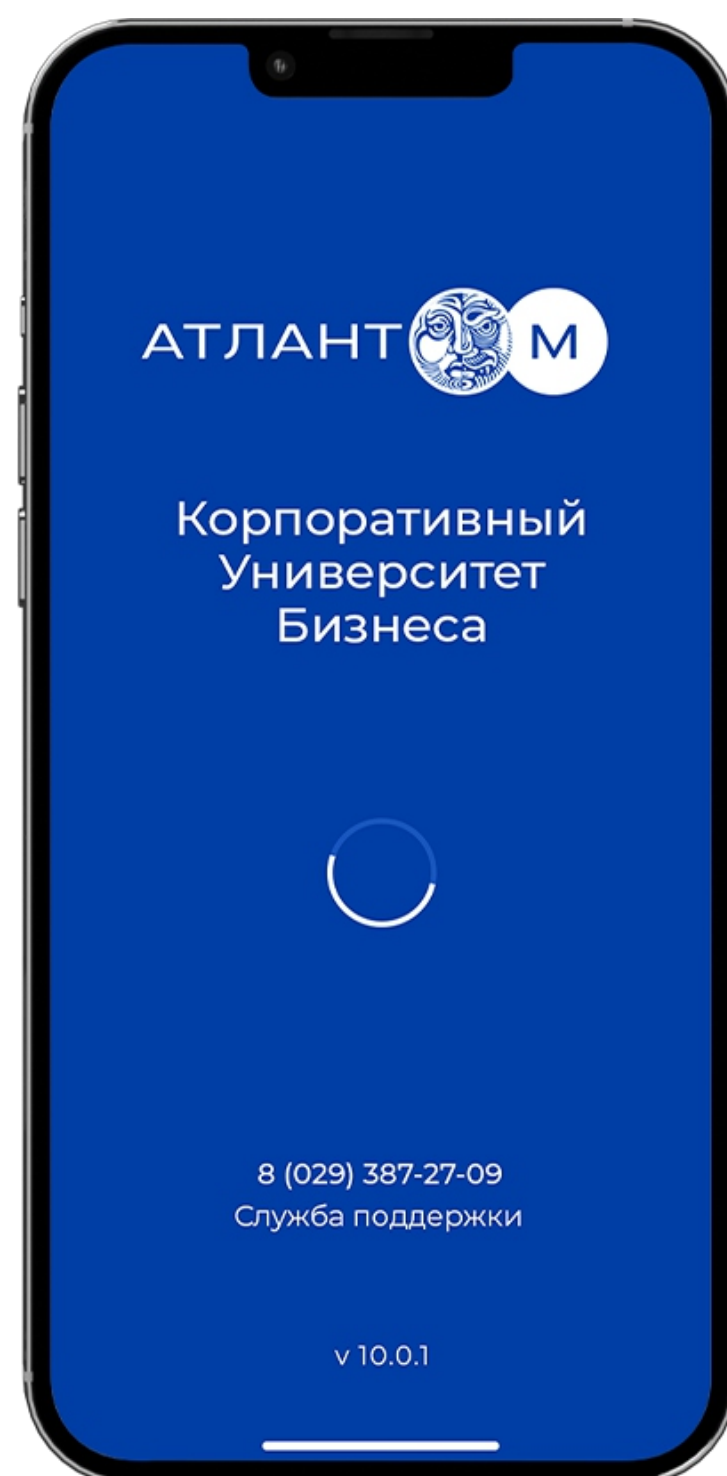 АТЛАНТ М
Корпоративный
Университет
Бизнеса
8 (029) 387-27-09
Служба поддержки
v 10.0.1